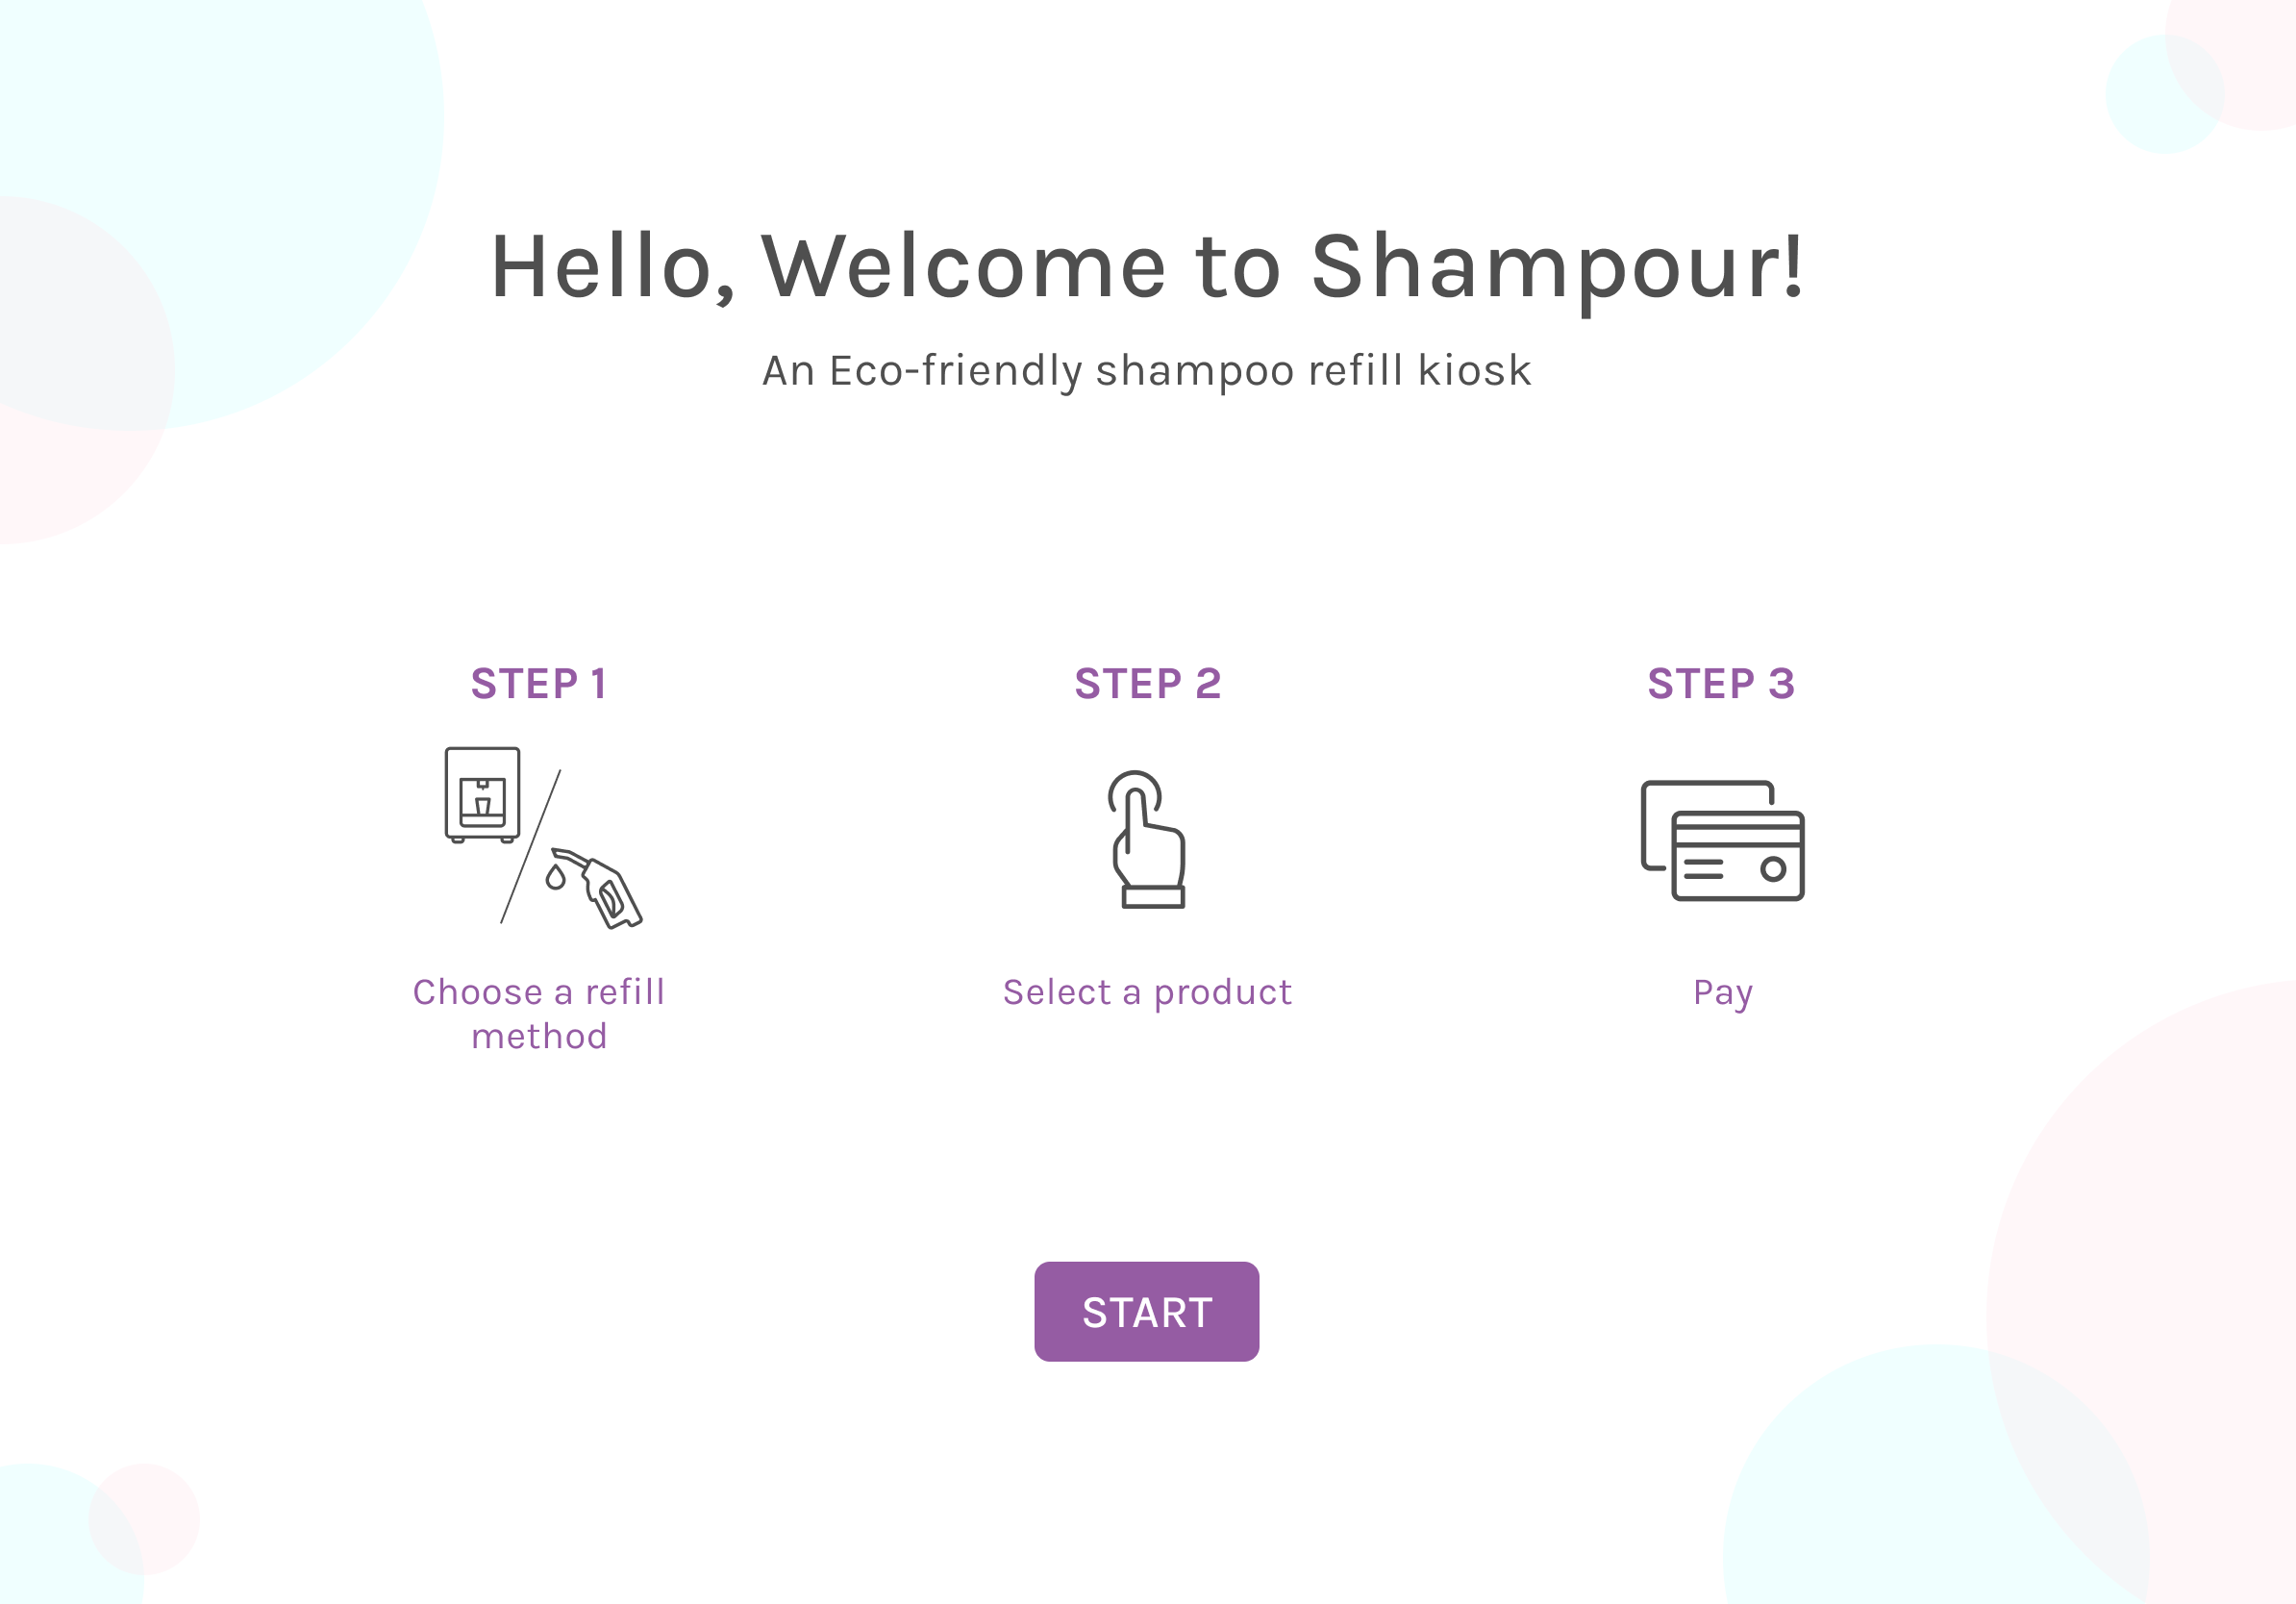 Hello, Welcome to Shampour!
An Eco-friendly shampoo refill kiosk
STEP 1
Choose a refill
method
STEP 2
Select a product
STEP 3
Pay
START